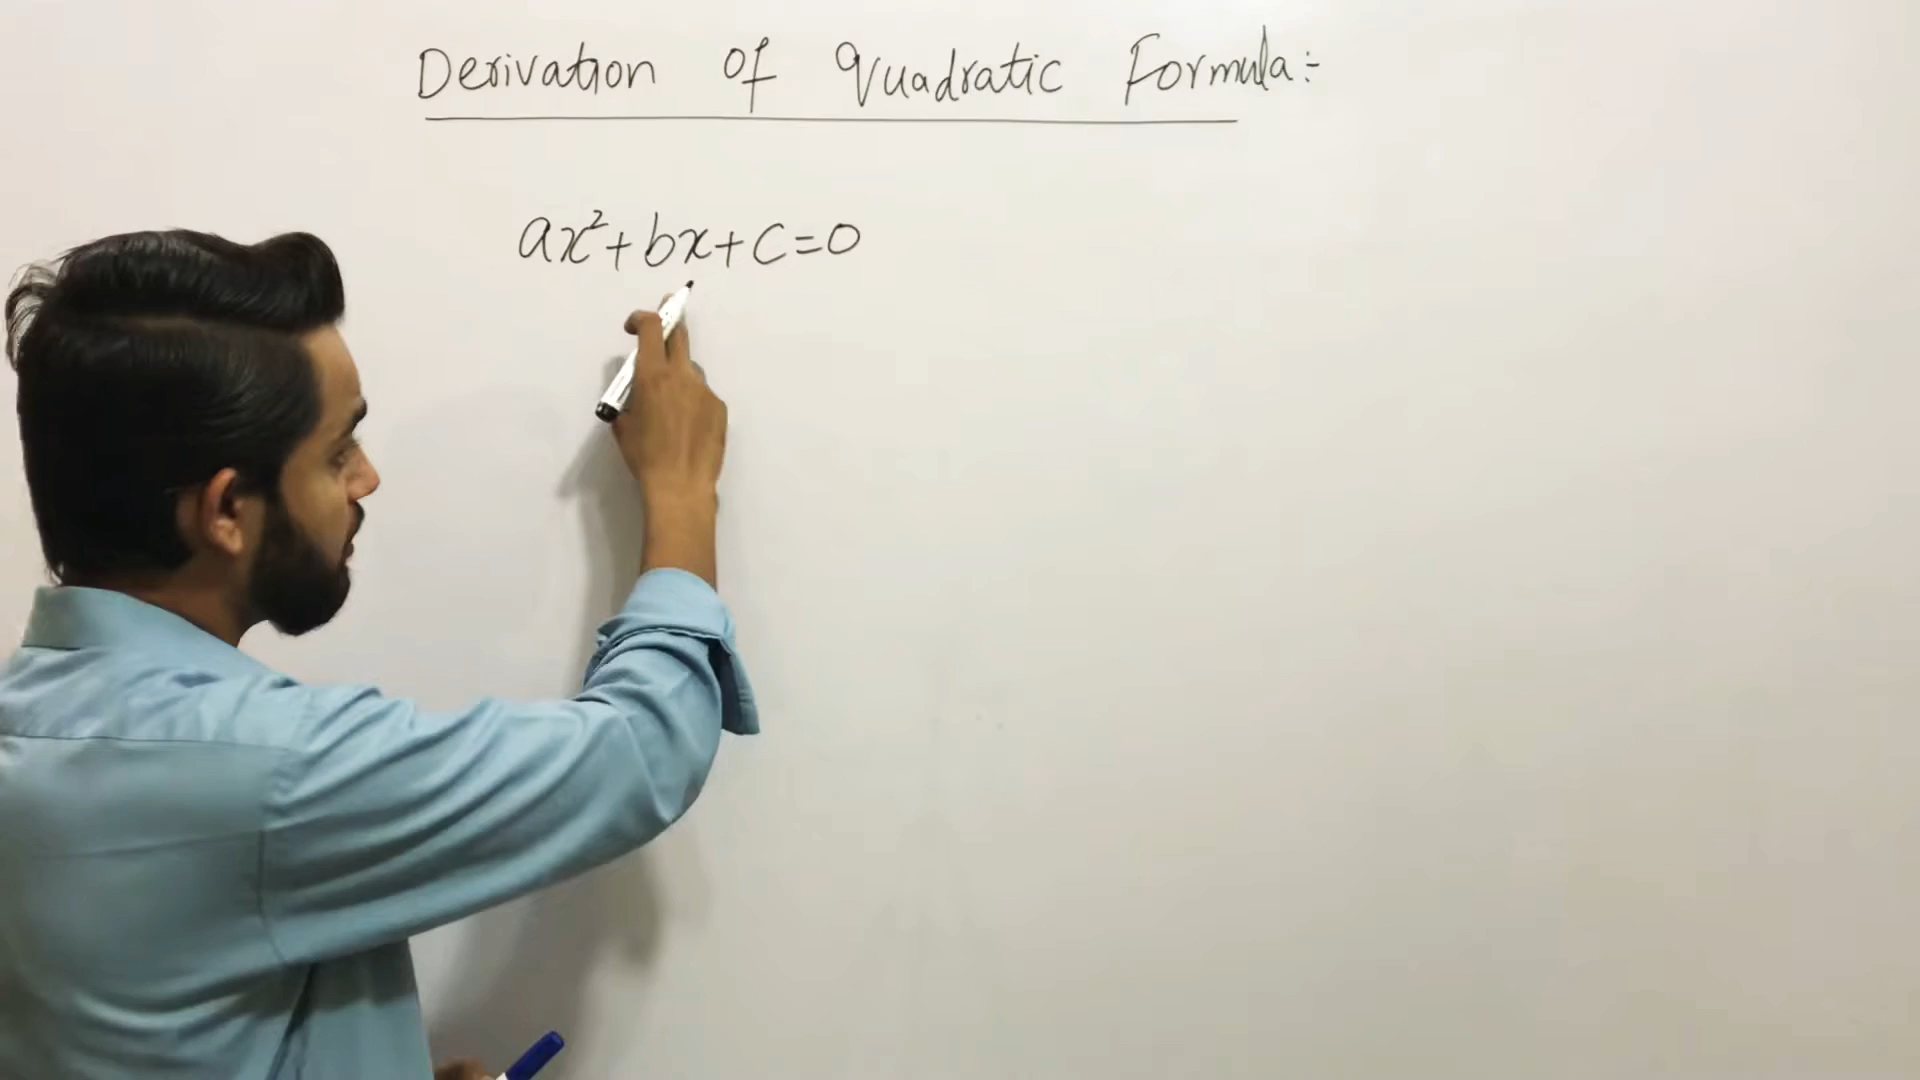 Derivation of Quadratic Formula:-
ax²+bx+c=0